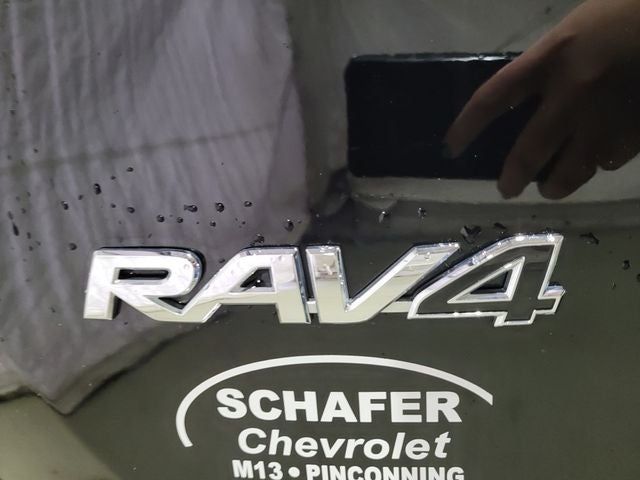 RAV4
SCHAFER
Chevrolet
M13 • PINCONNING